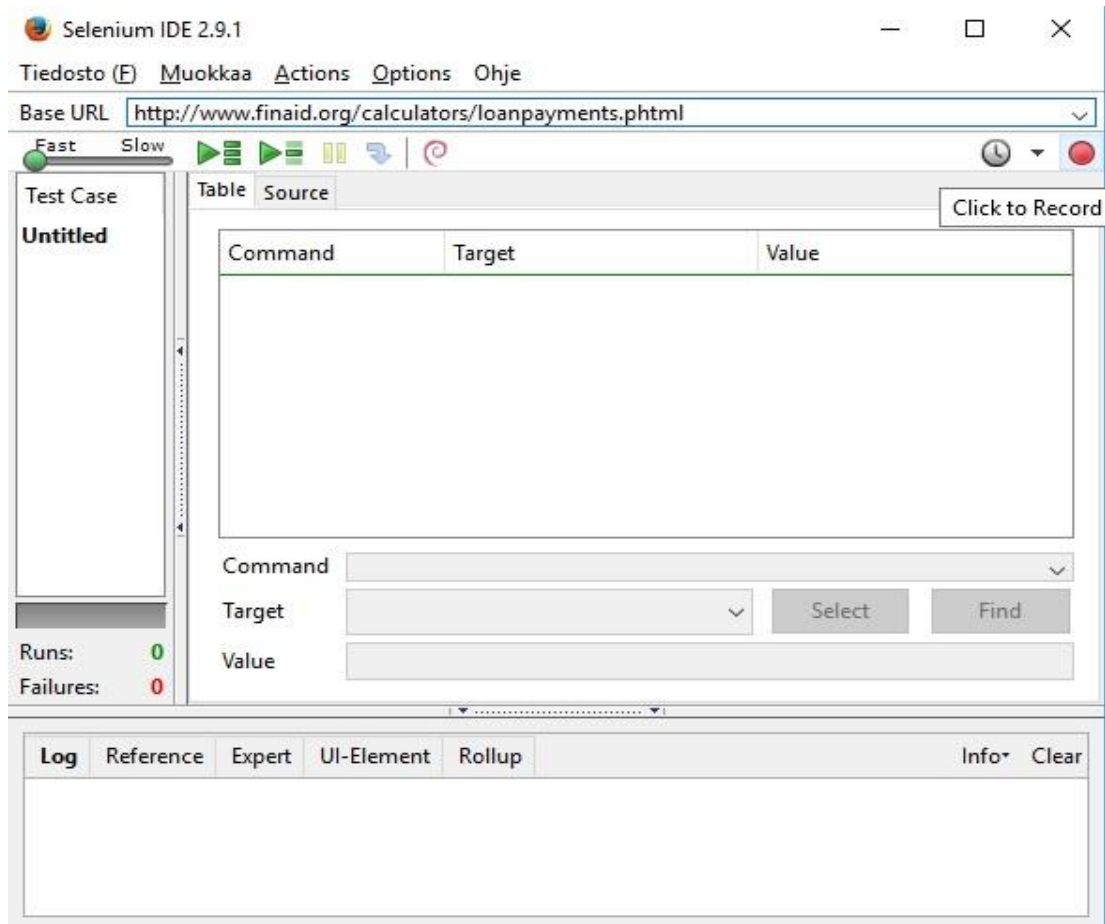 Selenium IDE 2.9.1
Tiedosto (F) Muokkaa Actions Options Ohje
Base URL http://www.finaid.org/calculators/loanpayments.phtml
Fast Slow
Click to Record
Test Case
Untitled
Table Source
Command Target Value
Command
Target Select Find
Value
Runs: 0
Failures: 0
Log Reference Expert UI-Element Rollup Info Clear